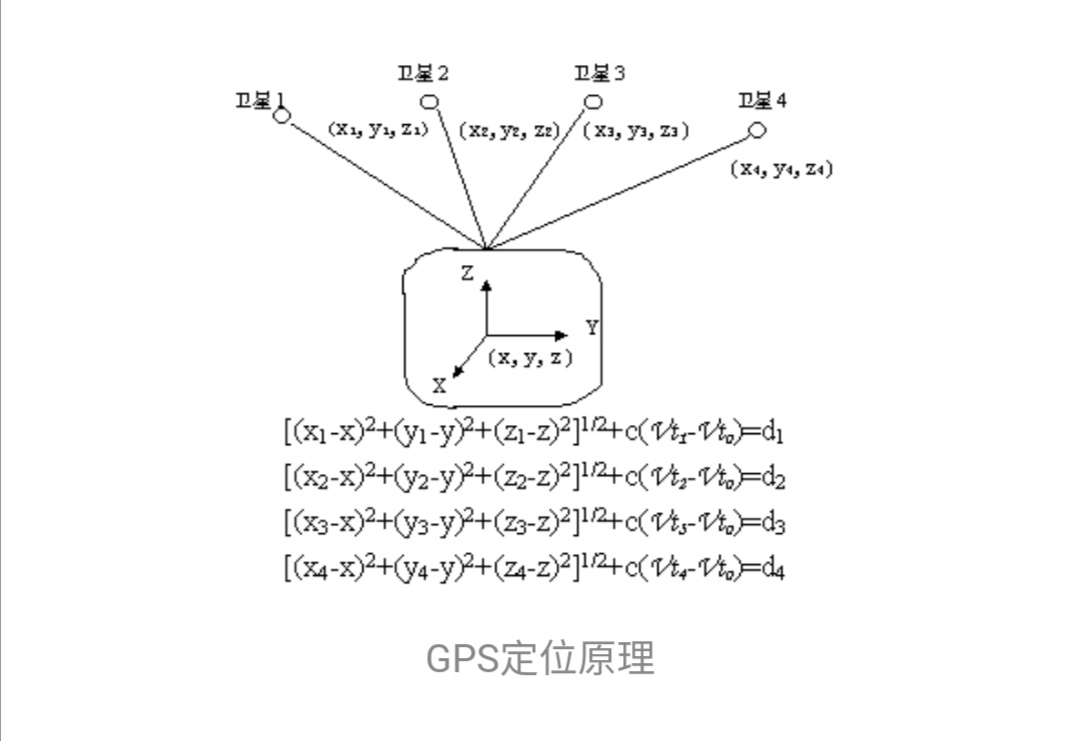 卫星1
卫星2
卫星3
卫星4
(x₁, y₁, z₁)
(x₂, y₂, z₂)
(x₃, y₃, z₃)
(x₄, y₄, z₄)
Z
Y
(x, y, z)
X
[(x₁-x)²+(y₁-y)²+(z₁-z)²]^1/2+c(Vt₁-Vt₀)=d₁
[(x₂-x)²+(y₂-y)²+(z₂-z)²]^1/2+c(Vt₂-Vt₀)=d₂
[(x₃-x)²+(y₃-y)²+(z₃-z)²]^1/2+c(Vt₃-Vt₀)=d₃
[(x₄-x)²+(y₄-y)²+(z₄-z)²]^1/2+c(Vt₄-Vt₀)=d₄
GPS定位原理